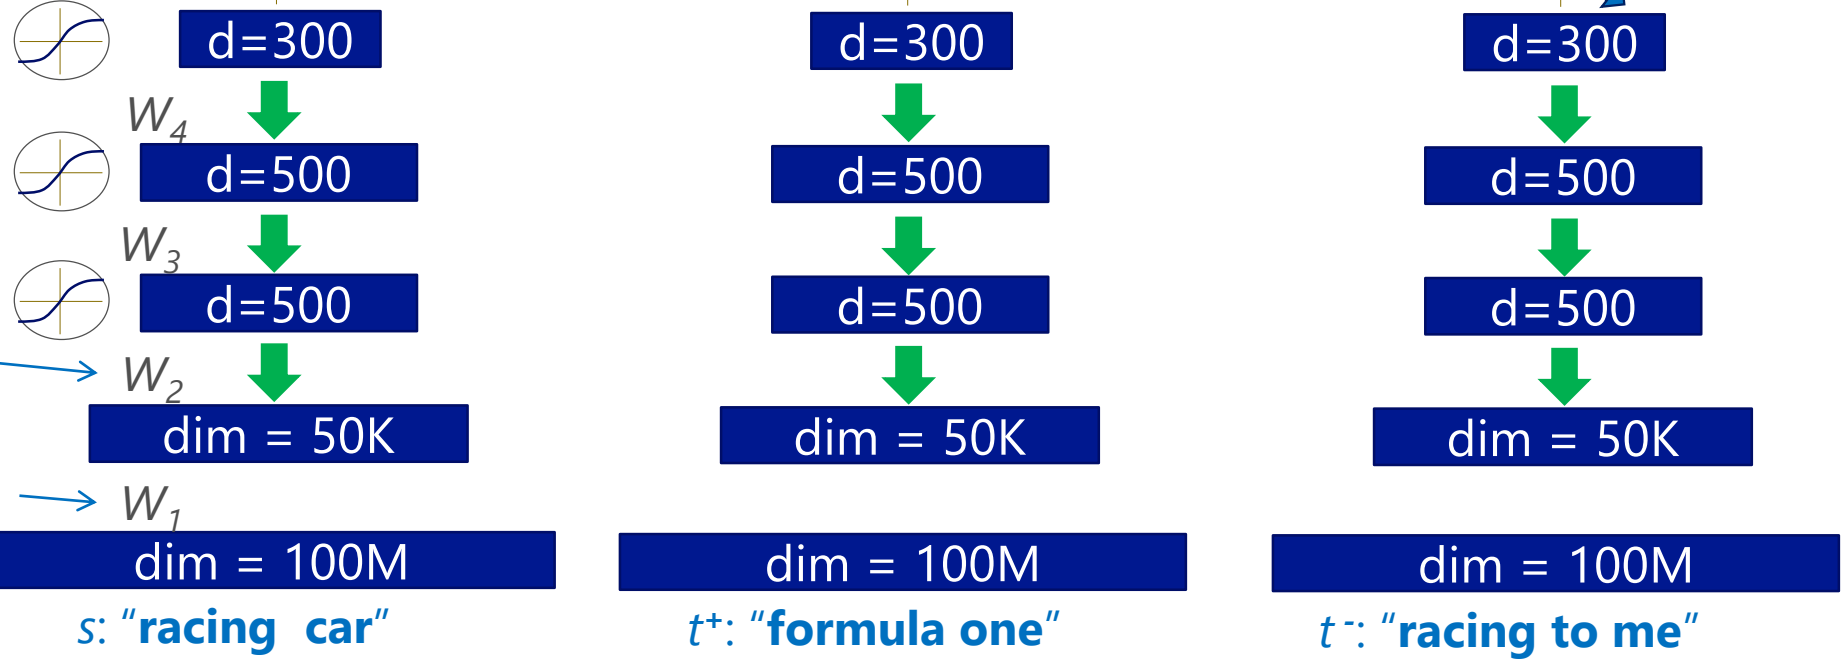 d=300 d=300 d=300
W4
d=500 d=500 d=500
W3
d=500 d=500 d=500
W2
dim = 50K dim = 50K dim = 50K
W1
dim = 100M dim = 100M dim = 100M
s: “racing car” t+: “formula one” t -: “racing to me”